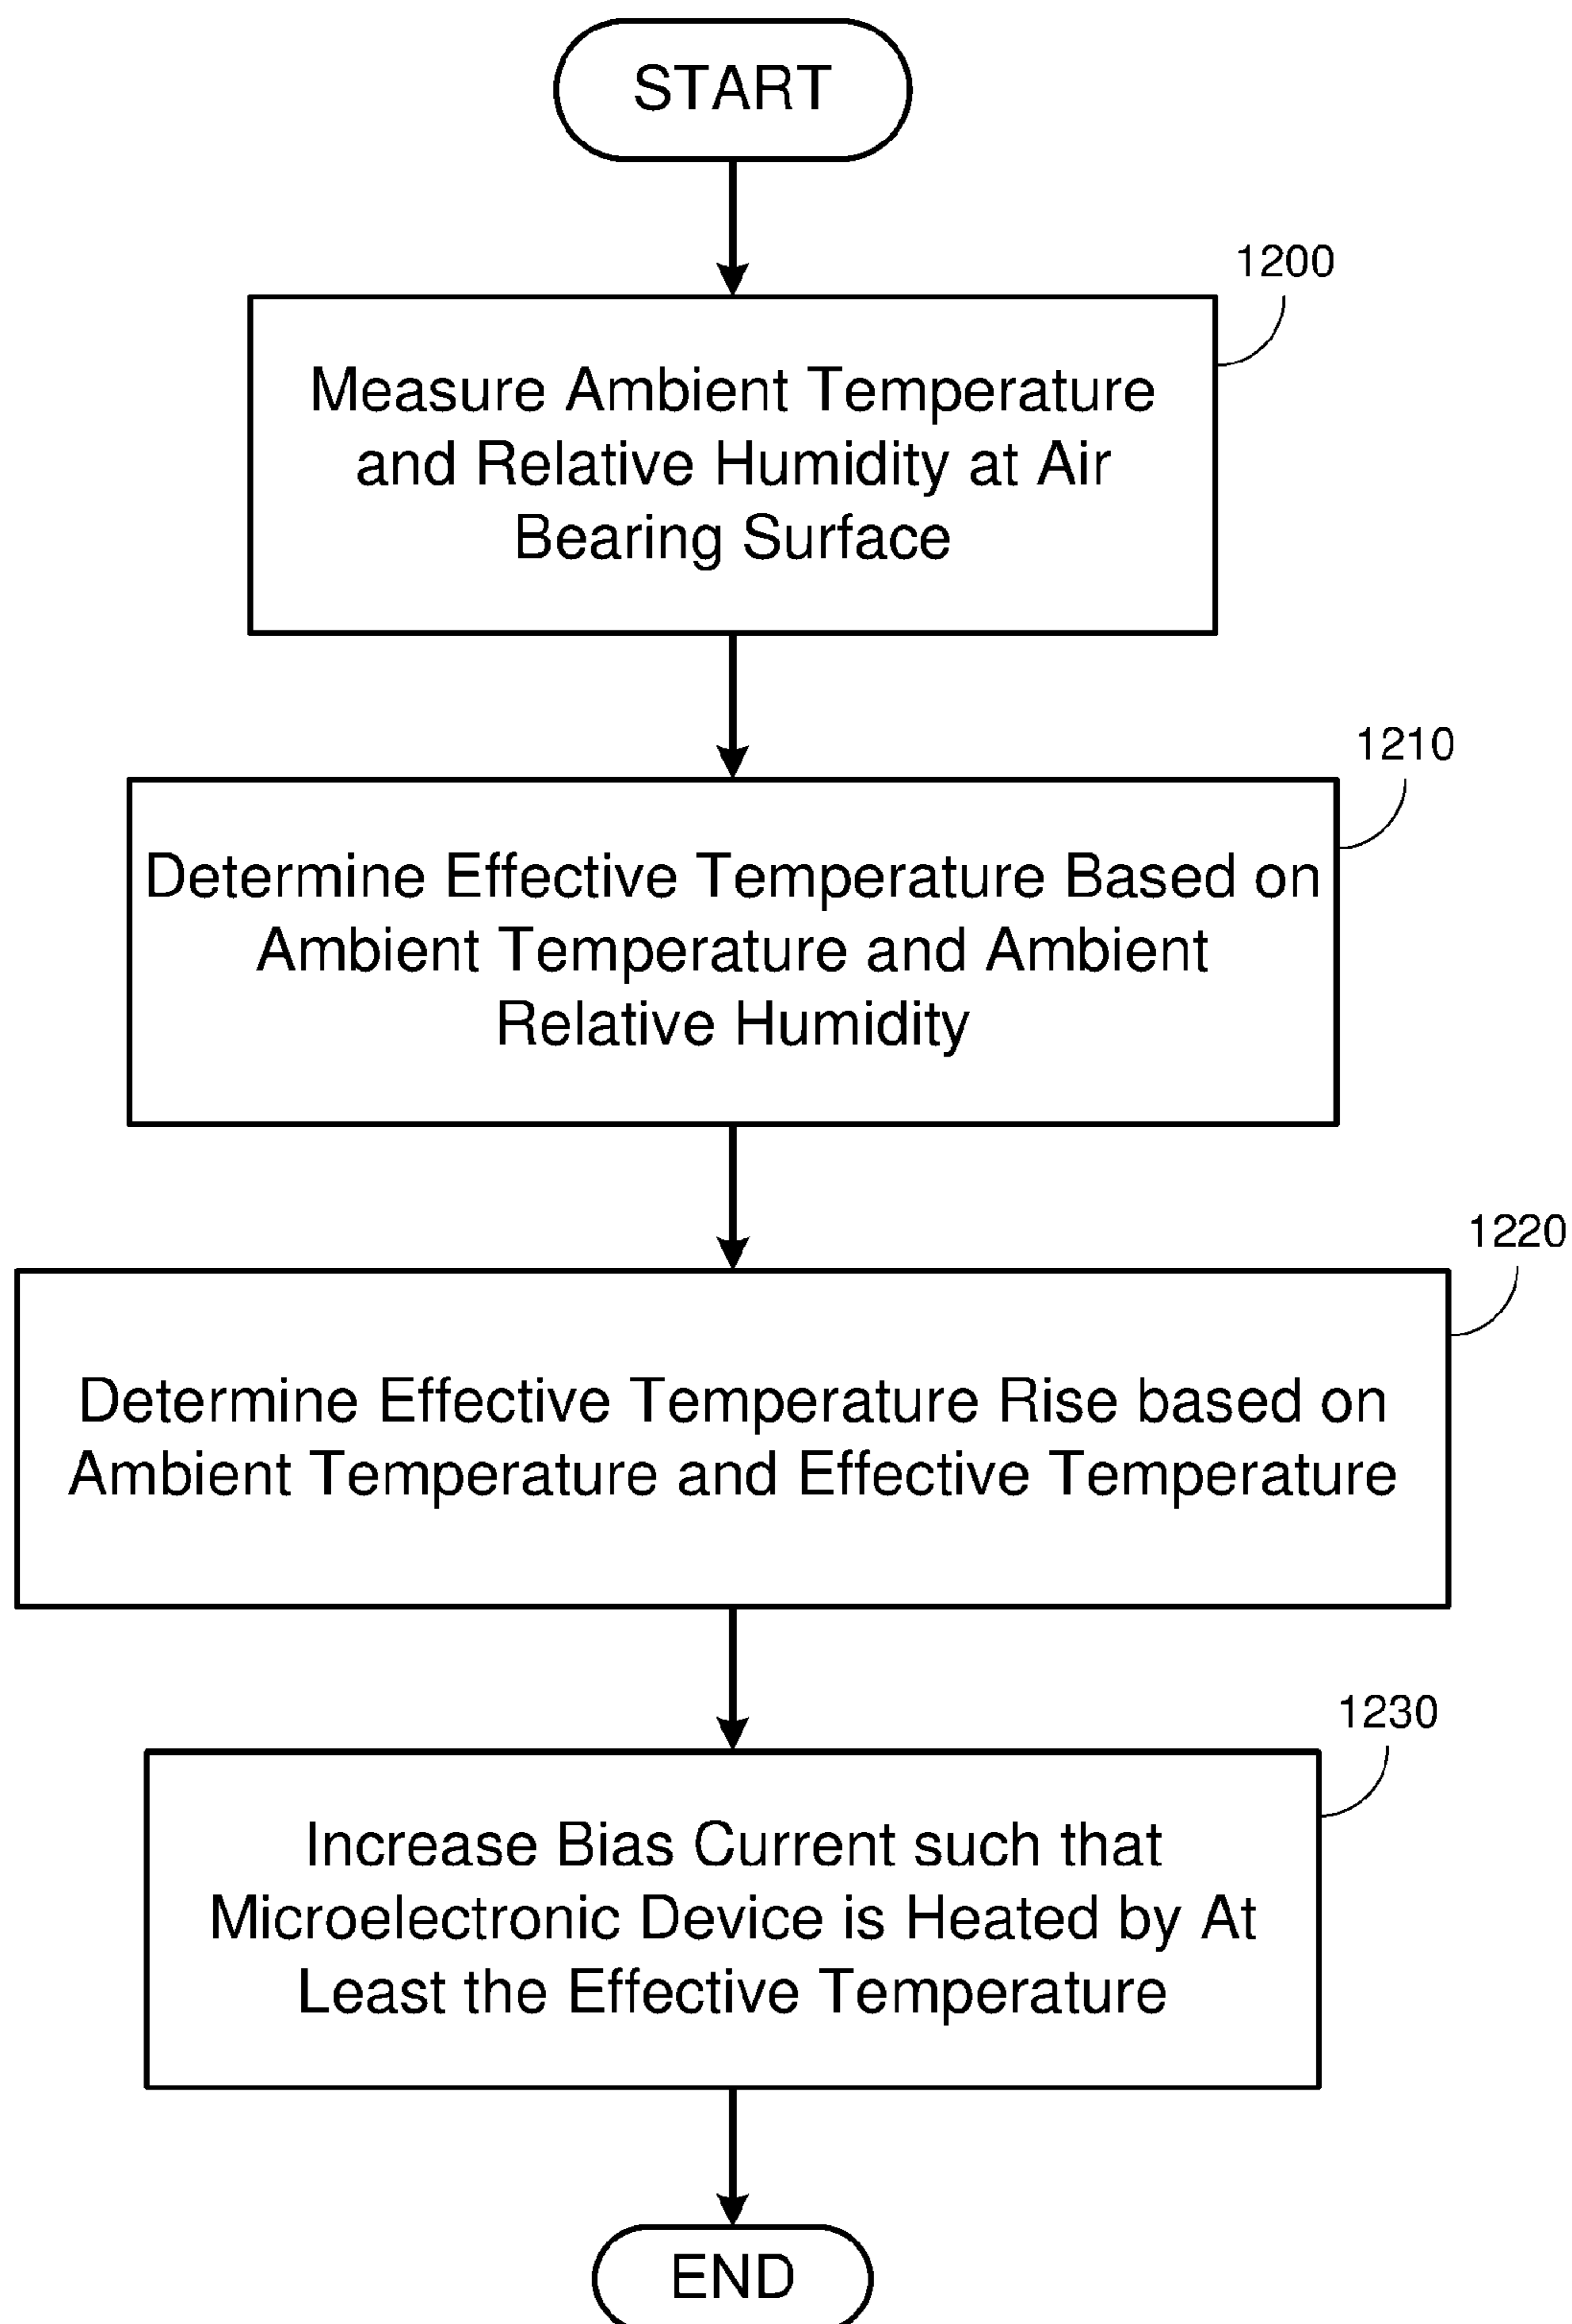 START
1200
Measure Ambient Temperature
and Relative Humidity at Air
Bearing Surface
1210
Determine Effective Temperature Based on
Ambient Temperature and Ambient
Relative Humidity
1220
Determine Effective Temperature Rise based on
Ambient Temperature and Effective Temperature
1230
Increase Bias Current such that
Microelectronic Device is Heated by At
Least the Effective Temperature
END